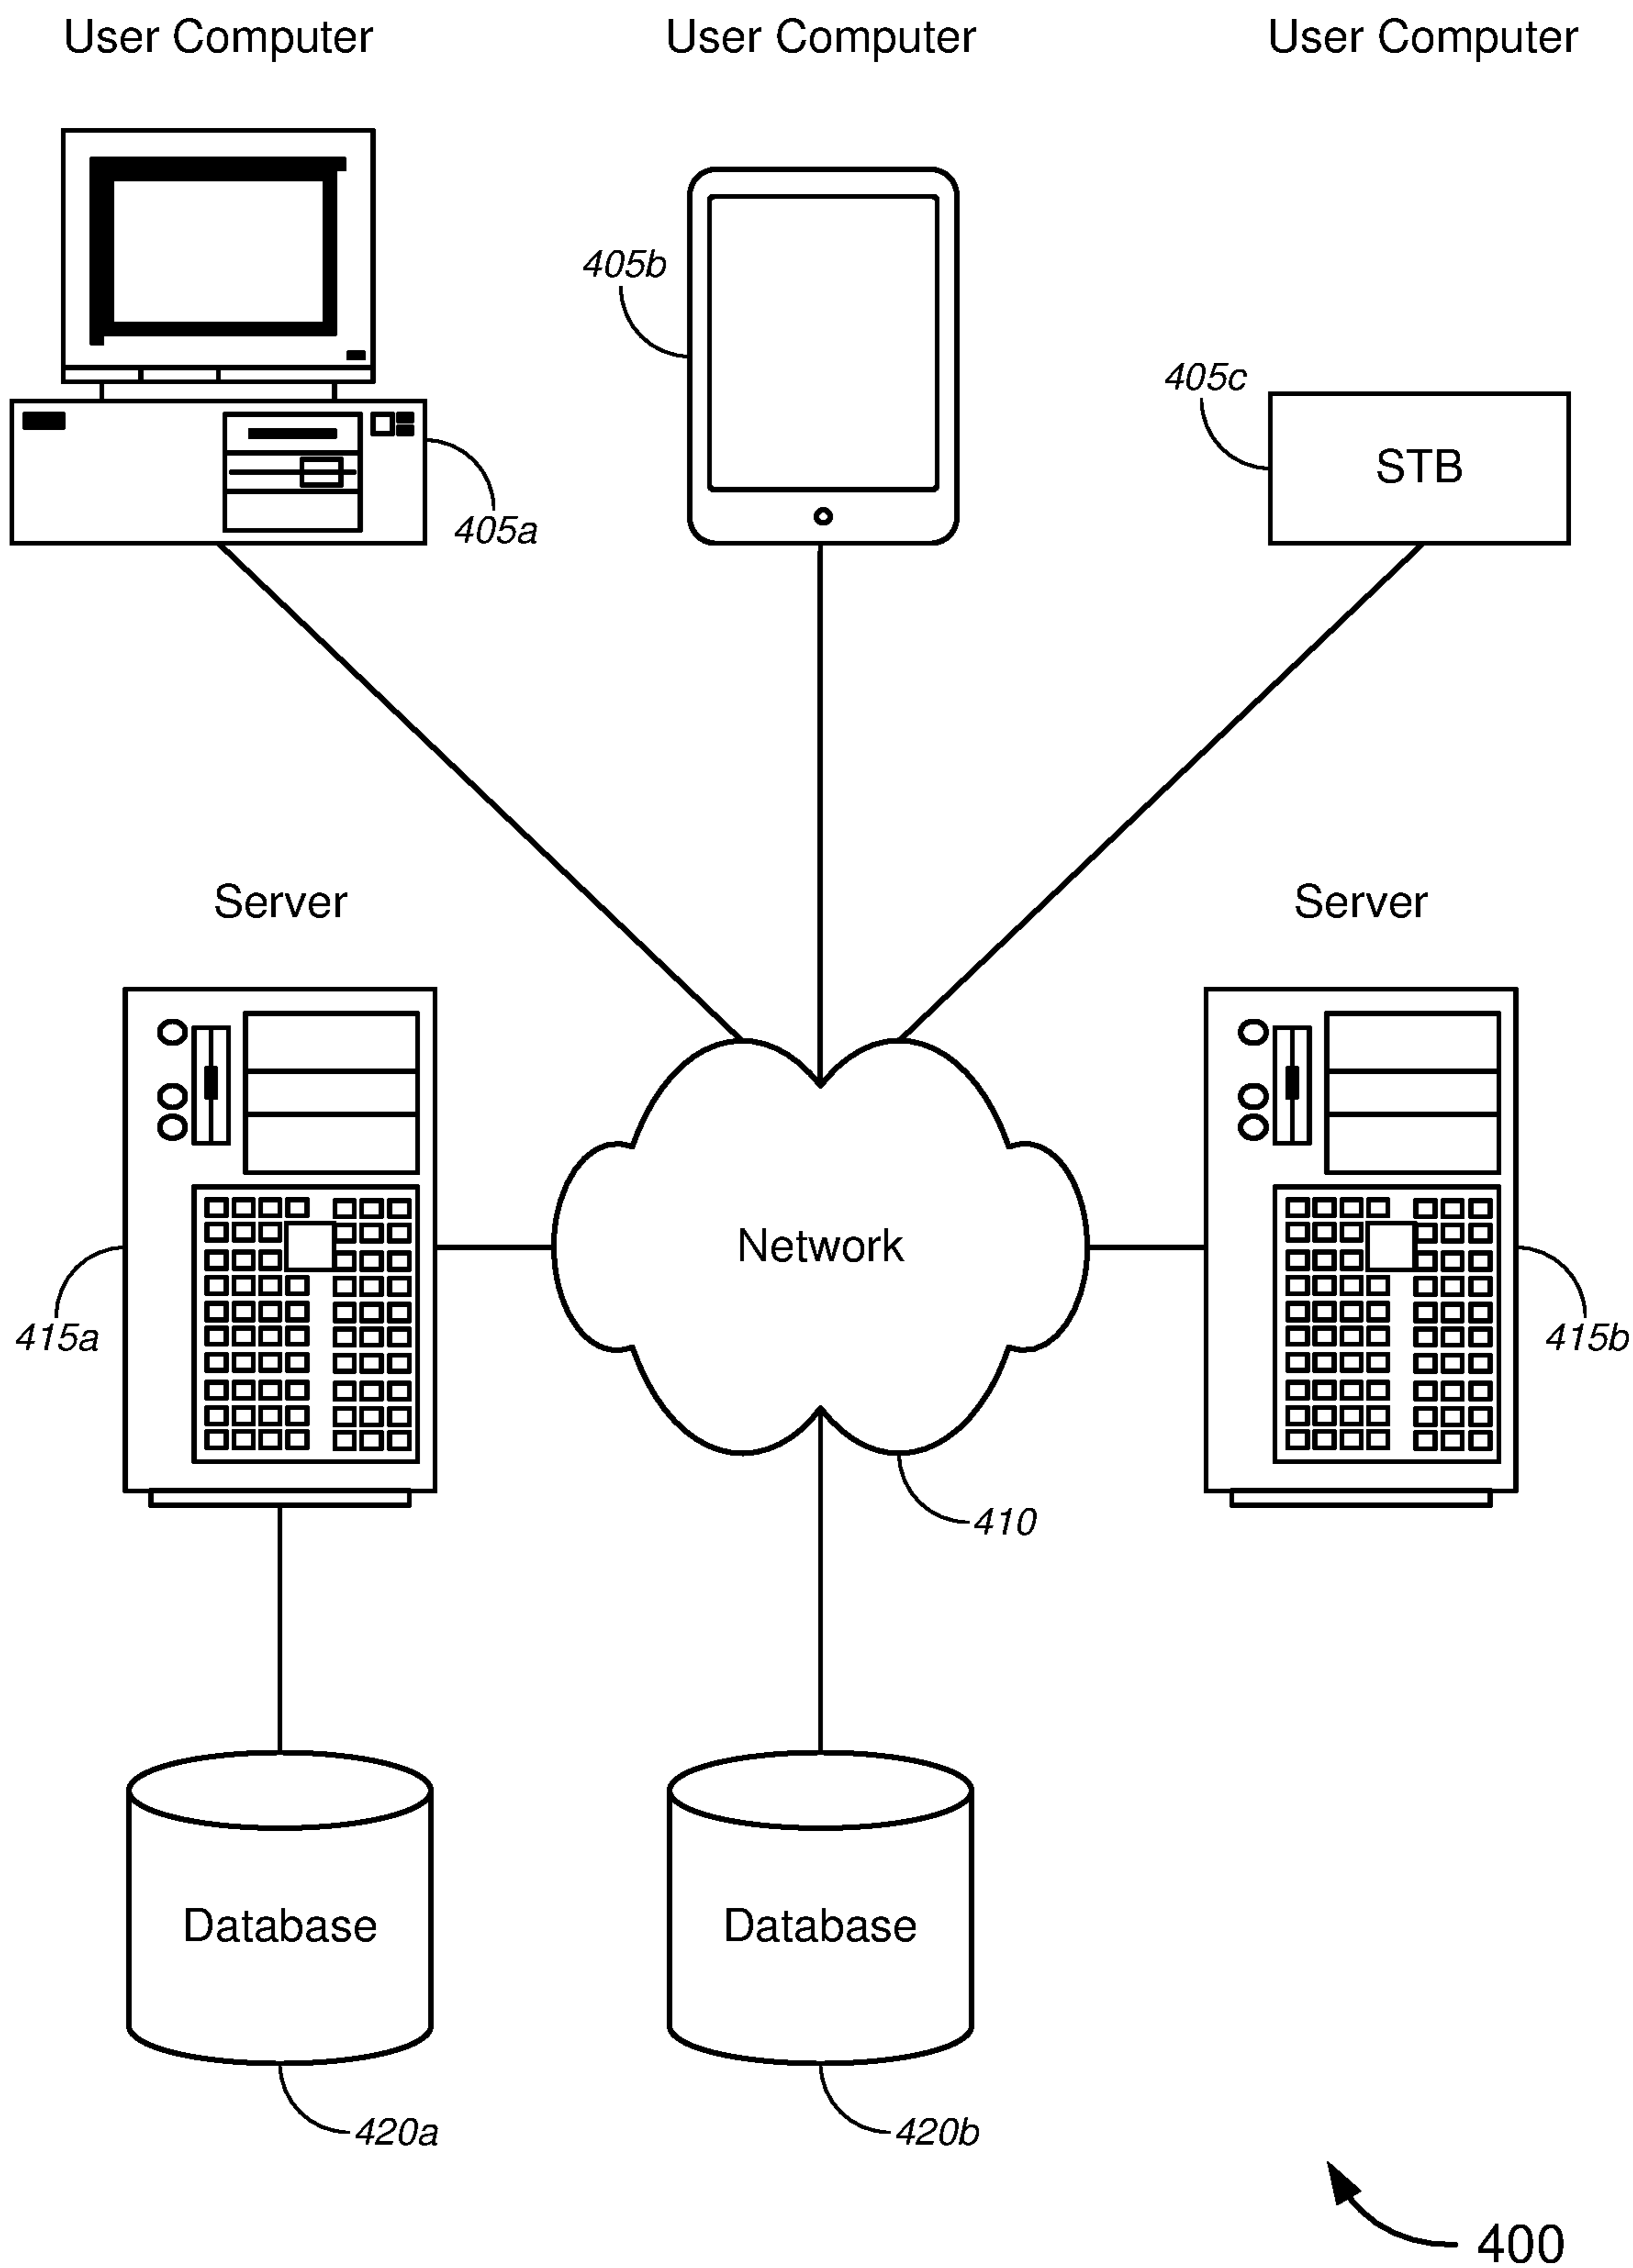 User Computer
User Computer
User Computer
405b
405c
STB
405a
Server
Server
Network
415a
415b
410
Database
Database
420a
420b
400